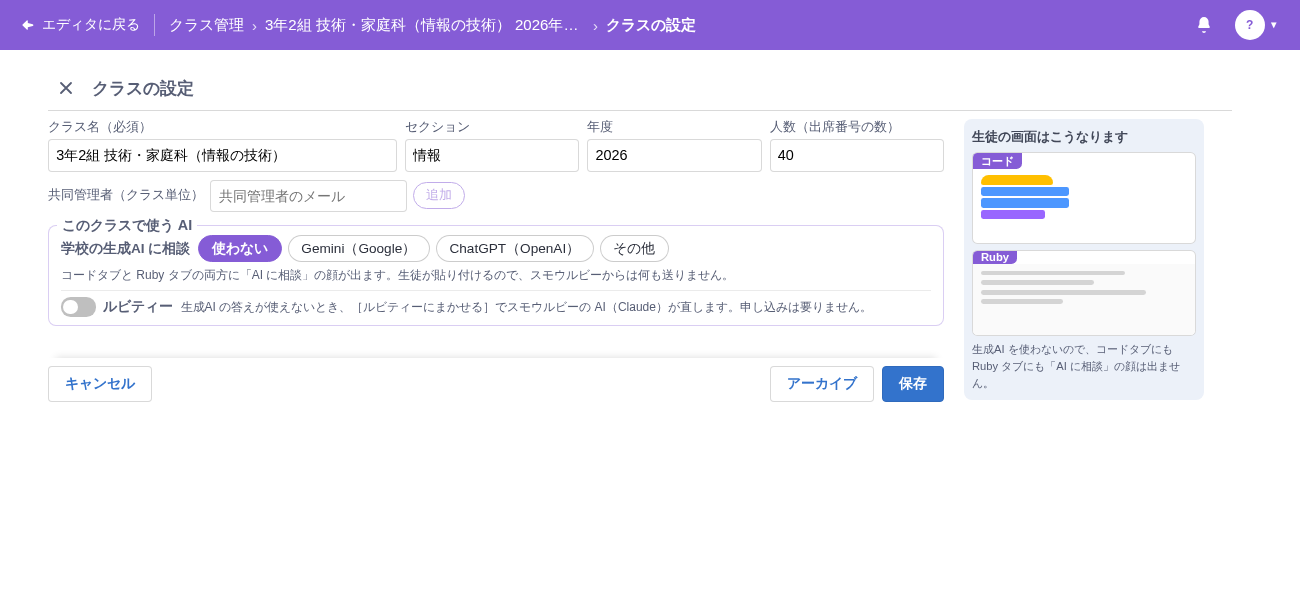 エディタに戻る
クラス管理 › 3年2組 技術・家庭科（情報の技術） 2026年… › クラスの設定
?
クラスの設定
クラス名（必須）
3年2組 技術・家庭科（情報の技術）
セクション
情報
年度
2026
人数（出席番号の数）
40
共同管理者（クラス単位）
共同管理者のメール
追加
このクラスで使う AI
学校の生成AI に相談
使わない
Gemini（Google）
ChatGPT（OpenAI）
その他
コードタブと Ruby タブの両方に「AI に相談」の顔が出ます。生徒が貼り付けるので、スモウルビーからは何も送りません。
ルビティー
生成AI の答えが使えないとき、［ルビティーにまかせる］でスモウルビーの AI（Claude）が直します。申し込みは要りません。
キャンセル
アーカイブ
保存
生徒の画面はこうなります
コード
Ruby
生成AI を使わないので、コードタブにも
Ruby タブにも「AI に相談」の顔は出ませ
ん。